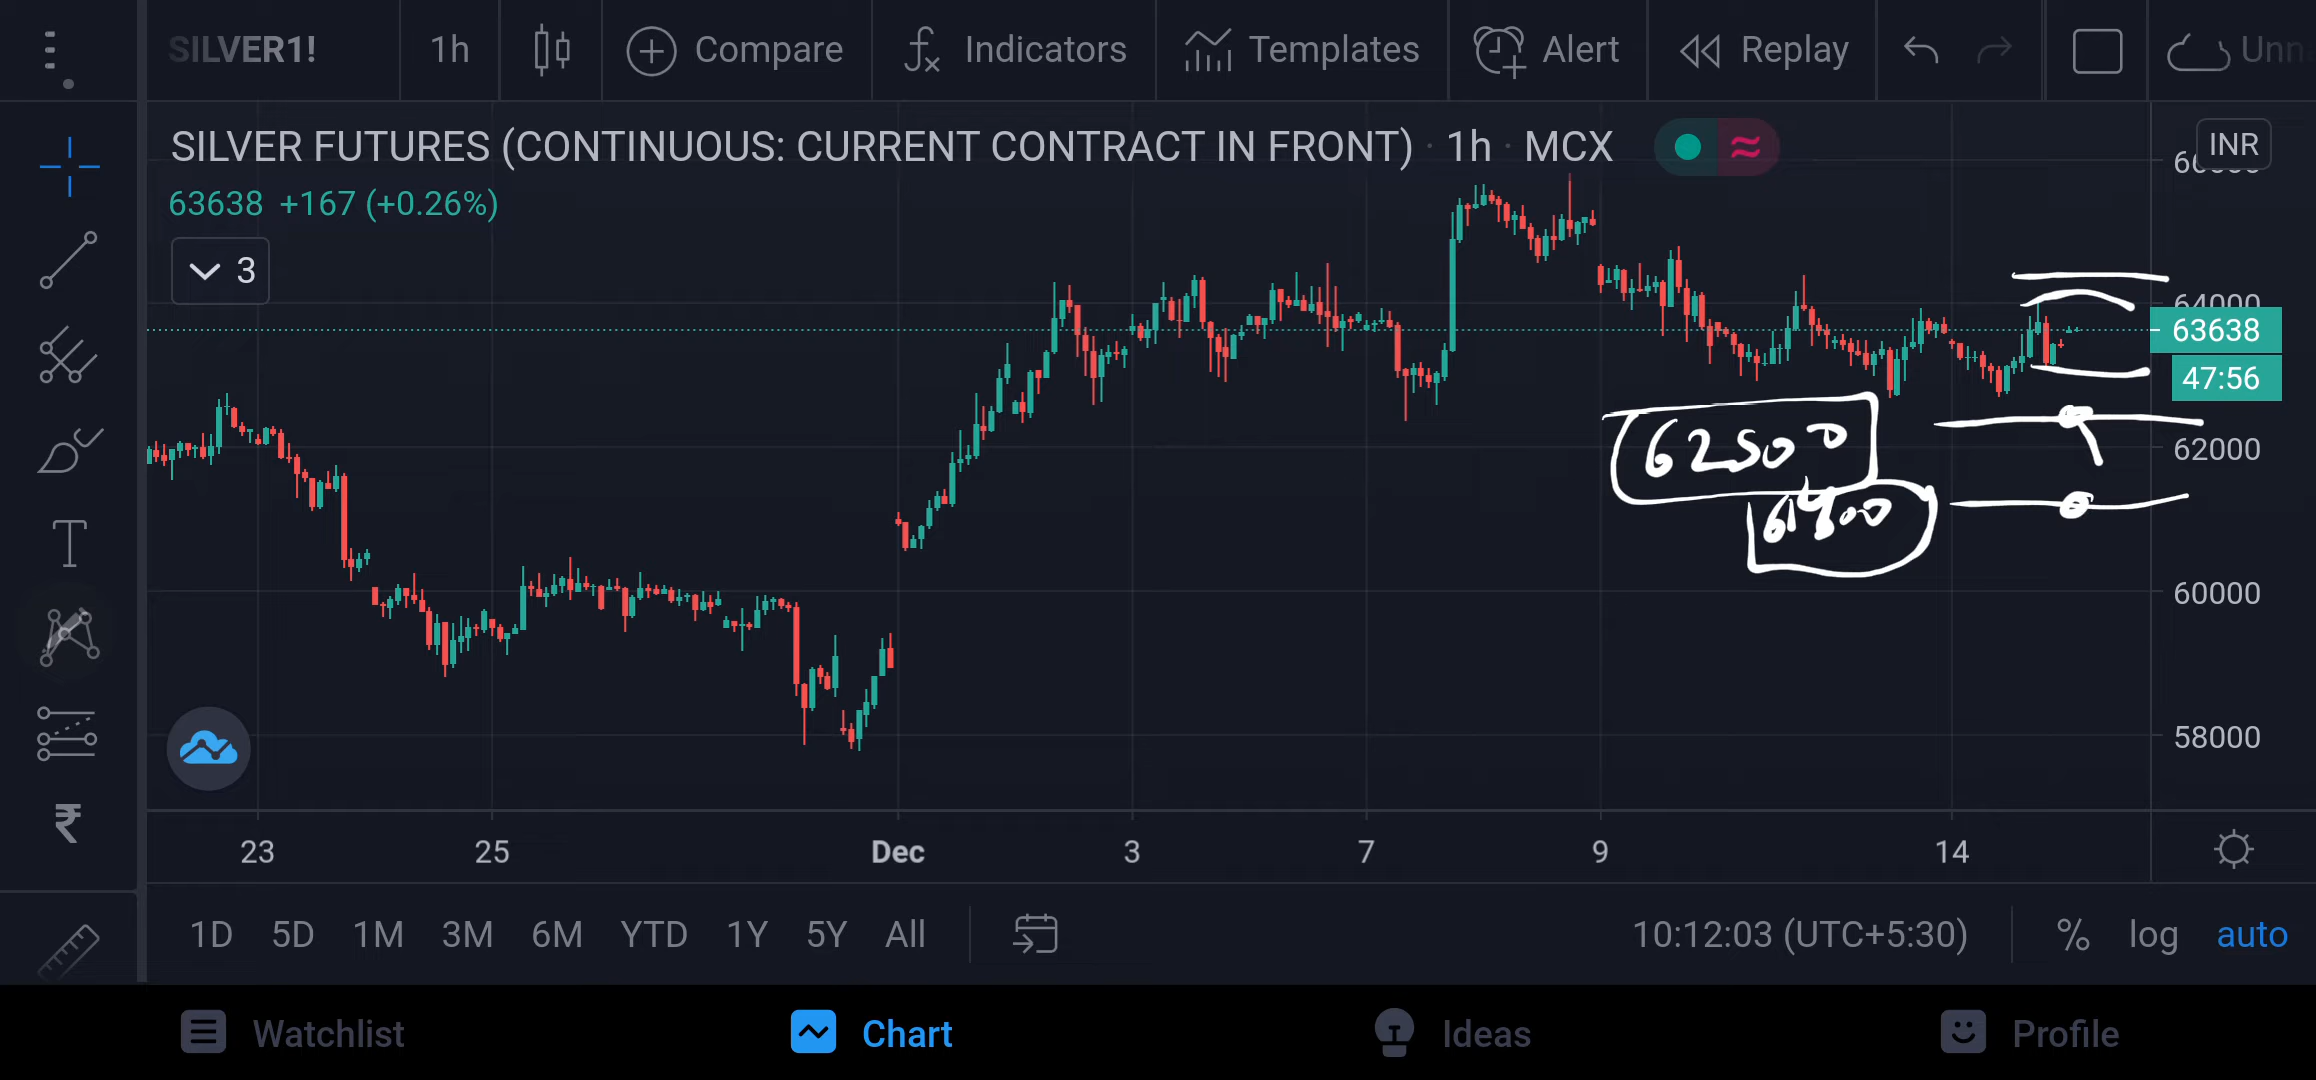 SILVER1! 1h Compare Indicators Templates Alert Replay
SILVER FUTURES (CONTINUOUS: CURRENT CONTRACT IN FRONT) · 1h · MCX
INR
63638 +167 (+0.26%)
3
64000
63638
47:56
62500
62000
61400
60000
58000
23 25 Dec 3 7 9 14
1D 5D 1M 3M 6M YTD 1Y 5Y All 10:12:03 (UTC+5:30) % log auto
Watchlist Chart Ideas Profile